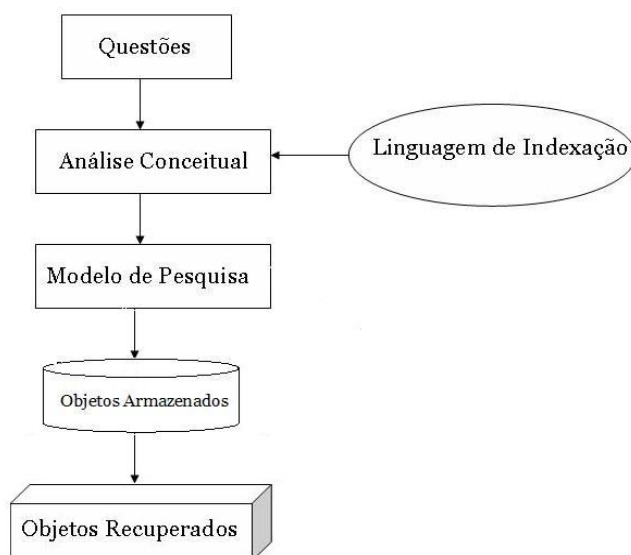 Questões
Análise Conceitual
Linguagem de Indexação
Modelo de Pesquisa
Objetos Armazenados
Objetos Recuperados